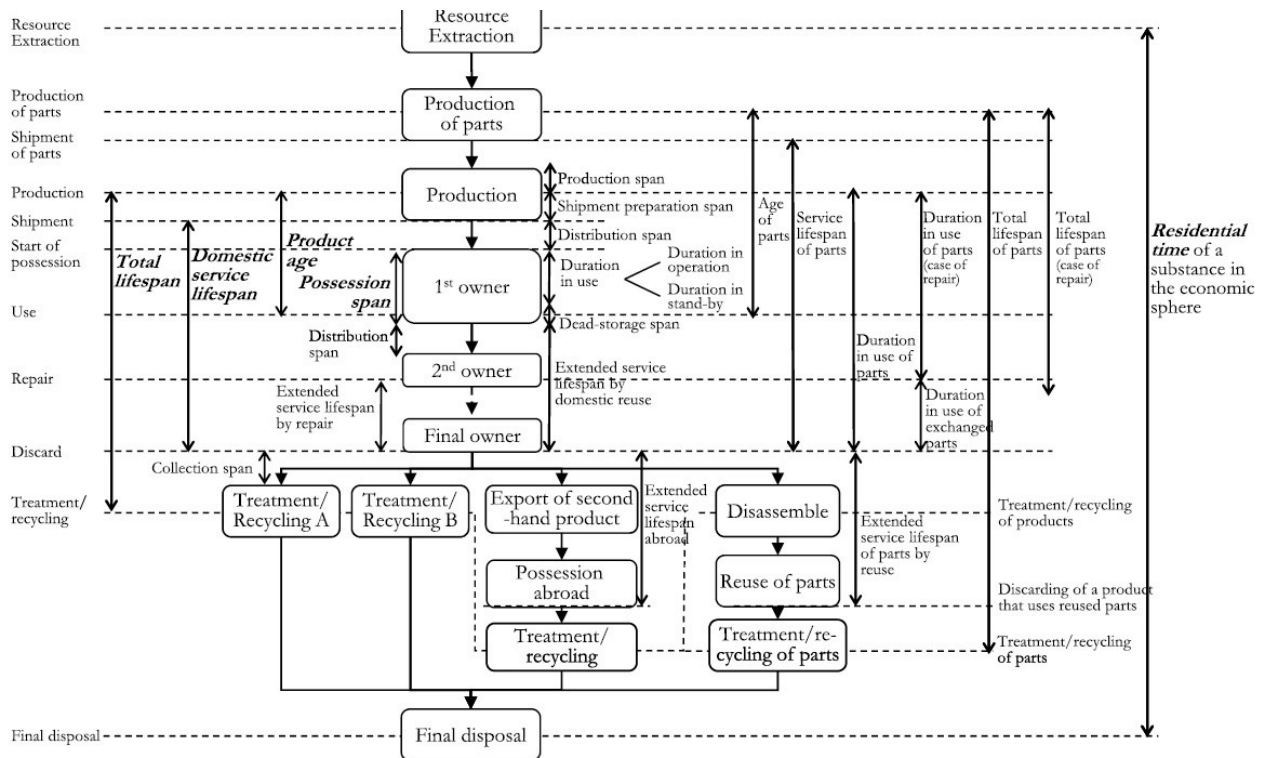 Resource
Extraction
Resource
Extraction
Production
of parts
Production
of parts
Shipment
of parts
Production
Production
Production span
Shipment preparation span
Shipment
Distribution span
Start of
possession
Total
lifespan
Domestic
service
lifespan
Product
age
Possession
span
1st owner
Duration
in use
Duration in
operation
Duration in
stand-by
Age
of
parts
Service
lifespan
of parts
Duration
in use
of parts
(case of
repair)
Total
lifespan
of parts
Total
lifespan
of parts
(case of
repair)
Residential
time of a
substance in
the economic
sphere
Use
Dead-storage span
Distribution
span
2nd owner
Duration
in use of
parts
Repair
Extended
service lifespan
by repair
Extended service
lifespan by
domestic reuse
Duration
in use of
exchanged
parts
Final owner
Discard
Collection span
Treatment/
recycling
Treatment/
Recycling A
Treatment/
Recycling B
Export of second
-hand product
Extended
service
lifespan
abroad
Disassemble
Extended
service lifespan
of parts by
reuse
Treatment/recycling
of products
Possession
abroad
Reuse of parts
Discarding of a product
that uses reused parts
Treatment/
recycling
Treatment/re-
cycling of parts
Treatment/recycling
of parts
Final disposal
Final disposal